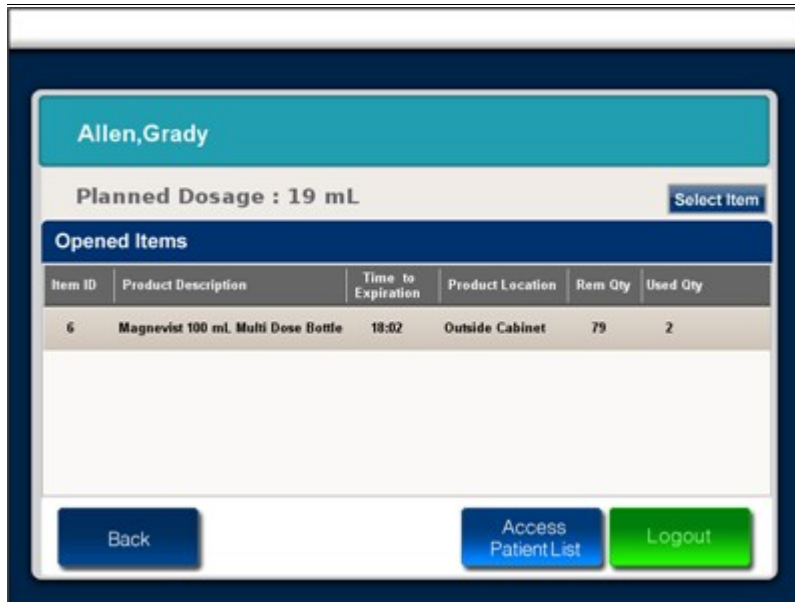 Allen,Grady
Planned Dosage : 19 mL
Select Item
Opened Items
Item ID Product Description Time to Expiration Product Location Rem Qty Used Qty
6 Magnevist 100 mL Multi Dose Bottle 18:02 Outside Cabinet 79 2
Back
Access
Patient List
Logout